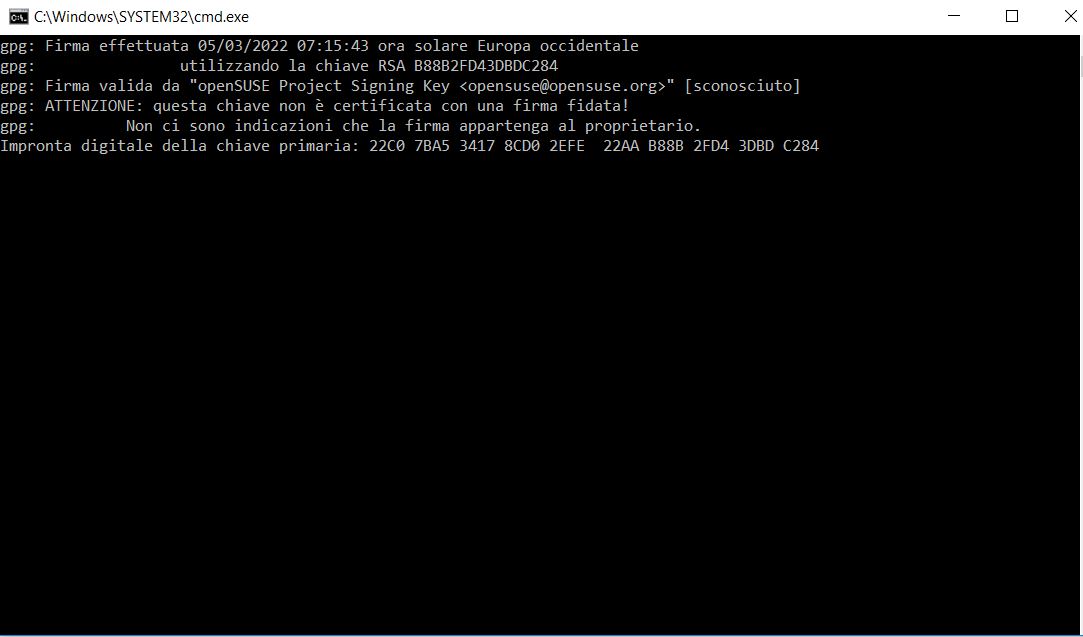 C:\Windows\SYSTEM32\cmd.exe
gpg: Firma effettuata 05/03/2022 07:15:43 ora solare Europa occidentale
gpg:                utilizzando la chiave RSA B88B2FD43DBDC284
gpg: Firma valida da "openSUSE Project Signing Key <opensuse@opensuse.org>" [sconosciuto]
gpg: ATTENZIONE: questa chiave non è certificata con una firma fidata!
gpg:          Non ci sono indicazioni che la firma appartenga al proprietario.
Impronta digitale della chiave primaria: 22C0 7BA5 3417 8CD0 2EFE  22AA B88B 2FD4 3DBD C284